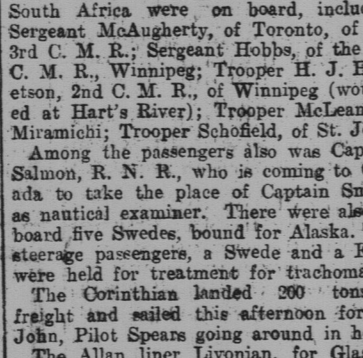 South Africa were on board, inclu
Sergeant McAugherty, of Toronto, of
3rd C. M. R.; Sergeant Hobbs, of the
C. M. R., Winnipeg; Trooper H. J. E
etson, 2nd C. M. R., of Winnipeg (wou
ed at Hart's River); Trooper McLean
Miramichi; Trooper Schofield, of St. J
Among the passengers also was Cap
Salmon, R. N. R., who is coming to
ada to take the place of Captain Sm
as nautical examiner. There were als
board five Swedes, bound for Alaska.
steerage passengers, a Swede and a
were held for treatment for trachoma
The Corinthian landed 200 tons
freight and sailed this afternoon for
John, Pilot Spears going around in h
The Allan liner Livonian, for Gla